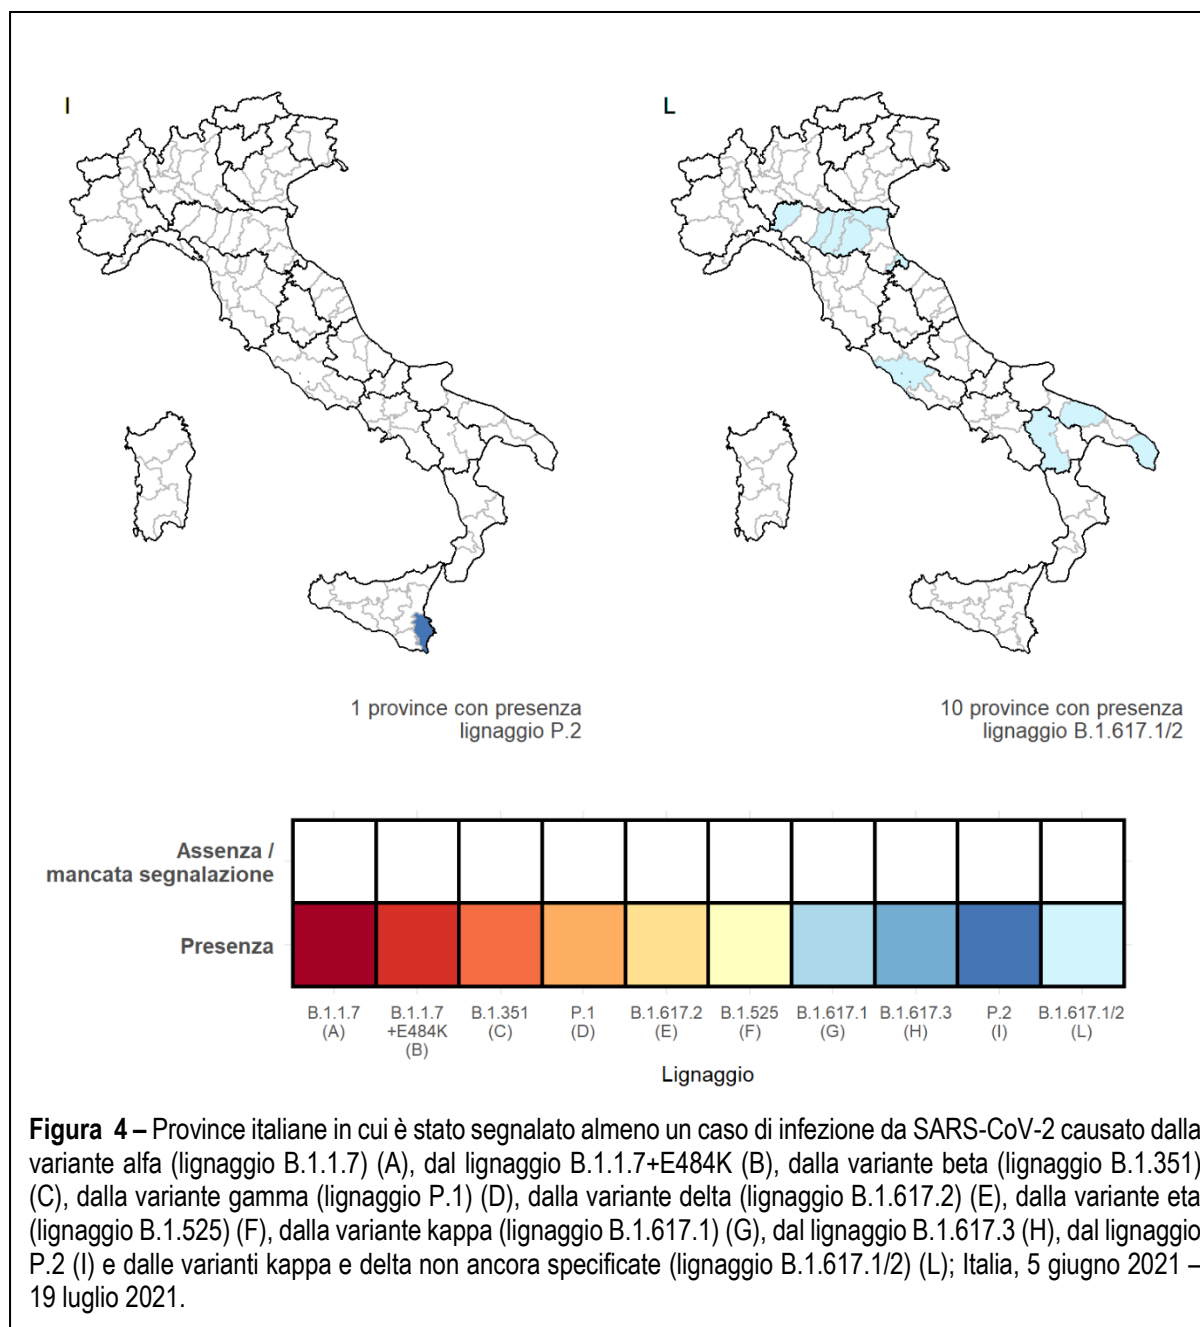 I
L
1 province con presenza
lignaggio P.2
10 province con presenza
lignaggio B.1.617.1/2
Assenza /
mancata segnalazione
Presenza
B.1.1.7
(A)
B.1.1.7
+E484K
(B)
B.1.351
(C)
P.1
(D)
B.1.617.2
(E)
B.1.525
(F)
B.1.617.1
(G)
B.1.617.3
(H)
P.2
(I)
B.1.617.1/2
(L)
Lignaggio
Figura 4 – Province italiane in cui è stato segnalato almeno un caso di infezione da SARS-CoV-2 causato dalla
variante alfa (lignaggio B.1.1.7) (A), dal lignaggio B.1.1.7+E484K (B), dalla variante beta (lignaggio B.1.351)
(C), dalla variante gamma (lignaggio P.1) (D), dalla variante delta (lignaggio B.1.617.2) (E), dalla variante eta
(lignaggio B.1.525) (F), dalla variante kappa (lignaggio B.1.617.1) (G), dal lignaggio B.1.617.3 (H), dal lignaggio
P.2 (I) e dalle varianti kappa e delta non ancora specificate (lignaggio B.1.617.1/2) (L); Italia, 5 giugno 2021 –
19 luglio 2021.